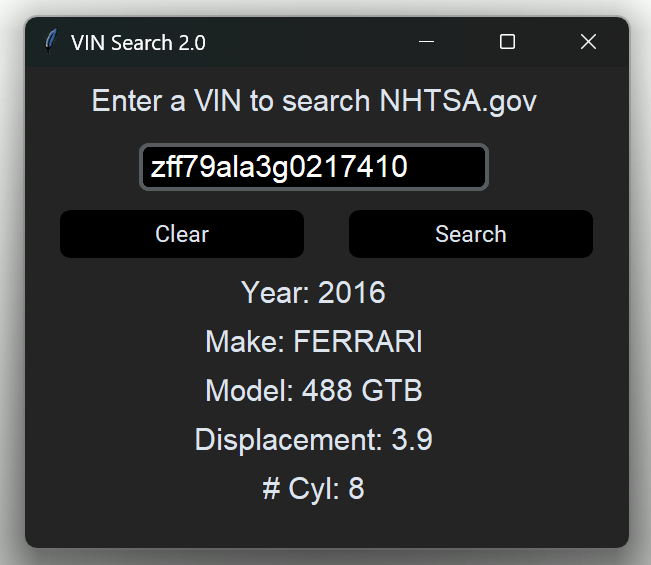 VIN Search 2.0
Enter a VIN to search NHTSA.gov
zff79ala3g0217410
Clear Search
Year: 2016
Make: FERRARI
Model: 488 GTB
Displacement: 3.9
# Cyl: 8